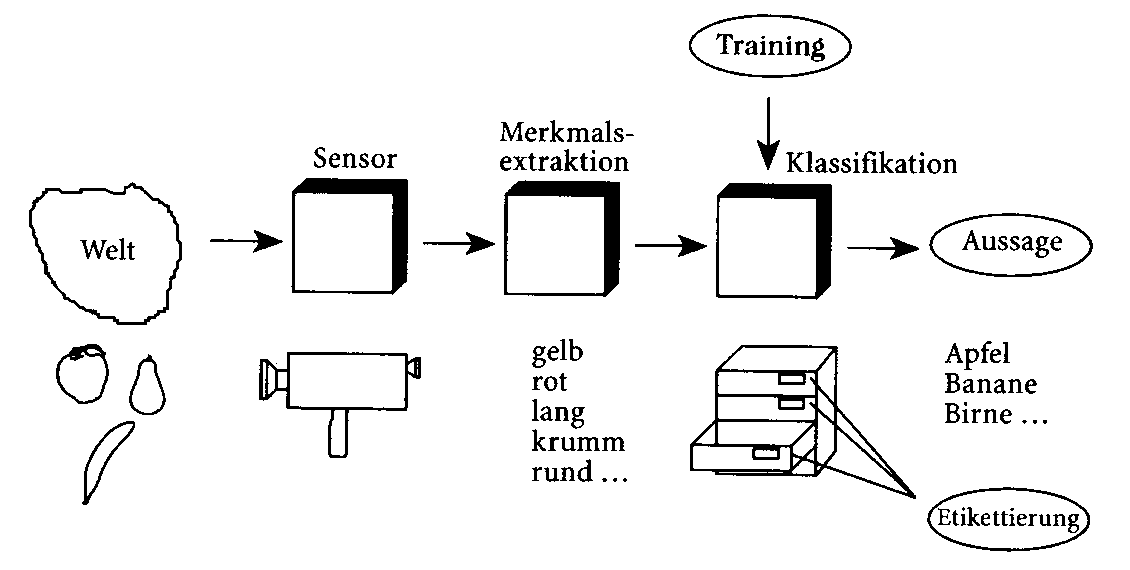 Training
Merkmals-
extraktion
Sensor
Klassifikation
Welt
Aussage
gelb
rot
lang
krumm
rund ...
Apfel
Banane
Birne ...
Etikettierung